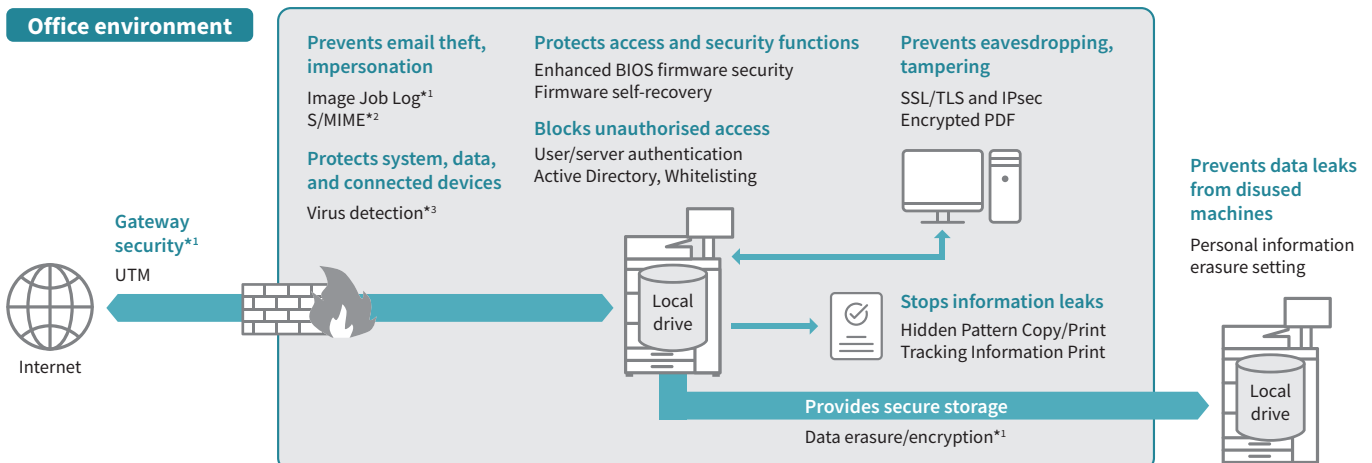 Office environment
Prevents email theft,
impersonation
Image Job Log*1
S/MIME*2
Protects system, data,
and connected devices
Virus detection*3
Protects access and security functions
Enhanced BIOS firmware security
Firmware self-recovery
Blocks unauthorised access
User/server authentication
Active Directory, Whitelisting
Prevents eavesdropping,
tampering
SSL/TLS and IPsec
Encrypted PDF
Gateway
security*1
UTM
Internet
Local
drive
Stops information leaks
Hidden Pattern Copy/Print
Tracking Information Print
Provides secure storage
Data erasure/encryption*1
Prevents data leaks
from disused
machines
Personal information
erasure setting
Local
drive